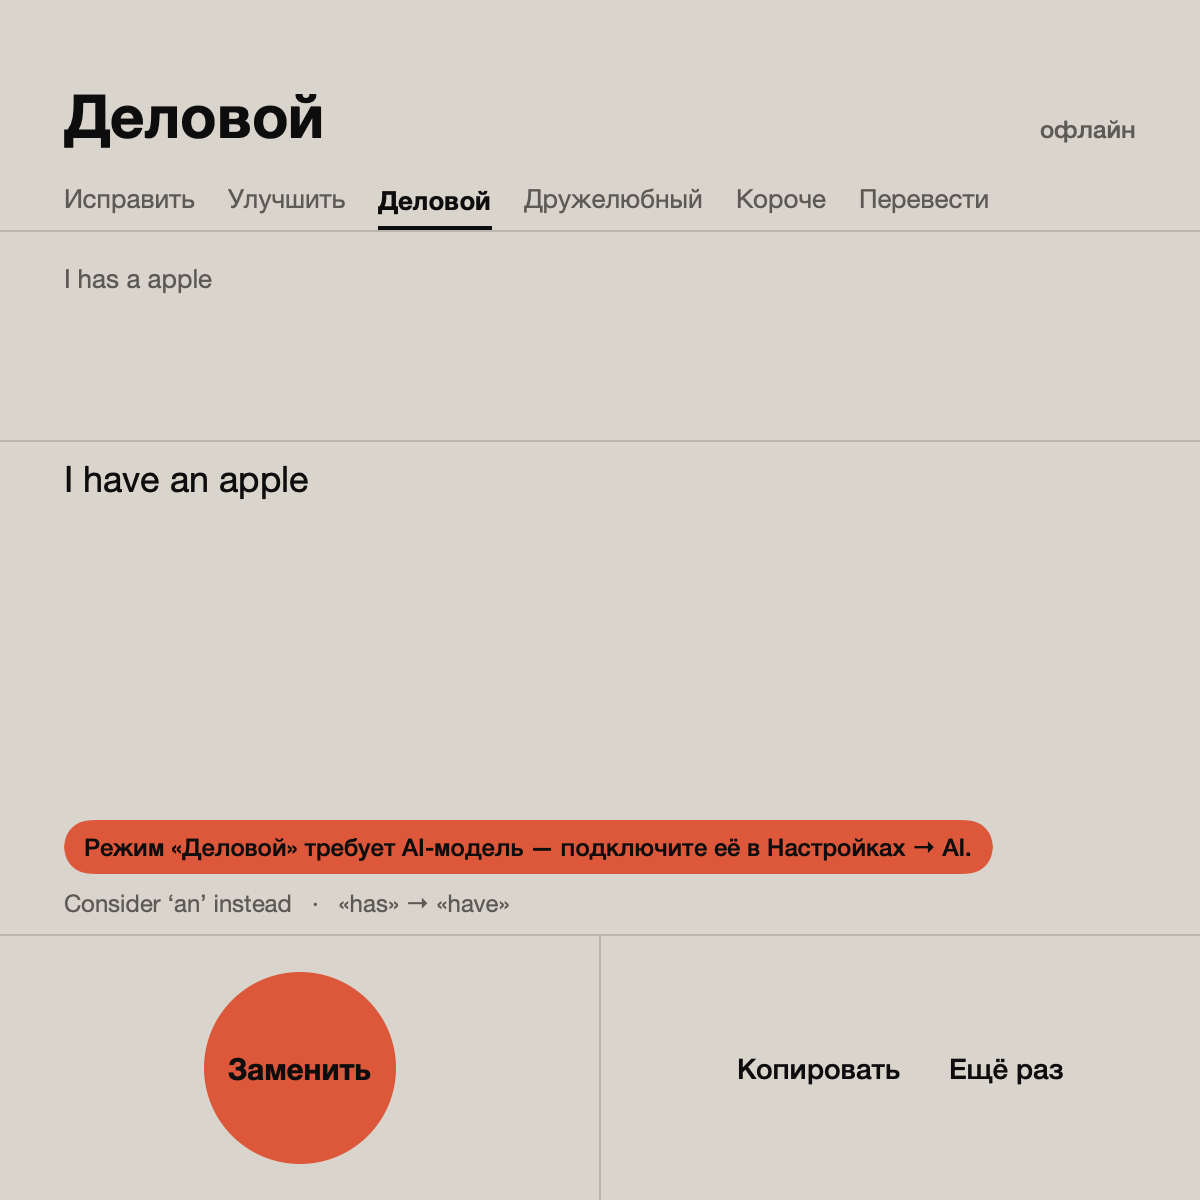 Деловой
офлайн
Исправить Улучшить Деловой Дружелюбный Короче Перевести
I has a apple
I have an apple
Режим «Деловой» требует AI-модель — подключите её в Настройках → AI.
Consider ‘an’ instead · «has» → «have»
Заменить
Копировать Ещё раз